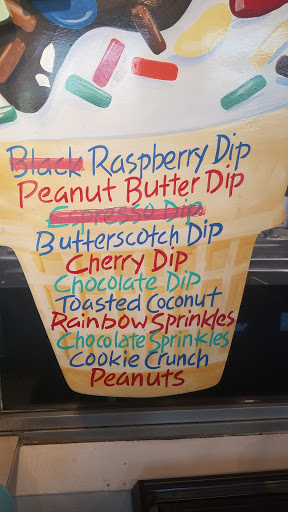 Black Raspberry Dip
Peanut Butter Dip
Espresso Dip
Butterscotch Dip
Cherry Dip
Chocolate Dip
Toasted Coconut
Rainbow Sprinkles
Chocolate Sprinkles
Cookie Crunch
Peanuts